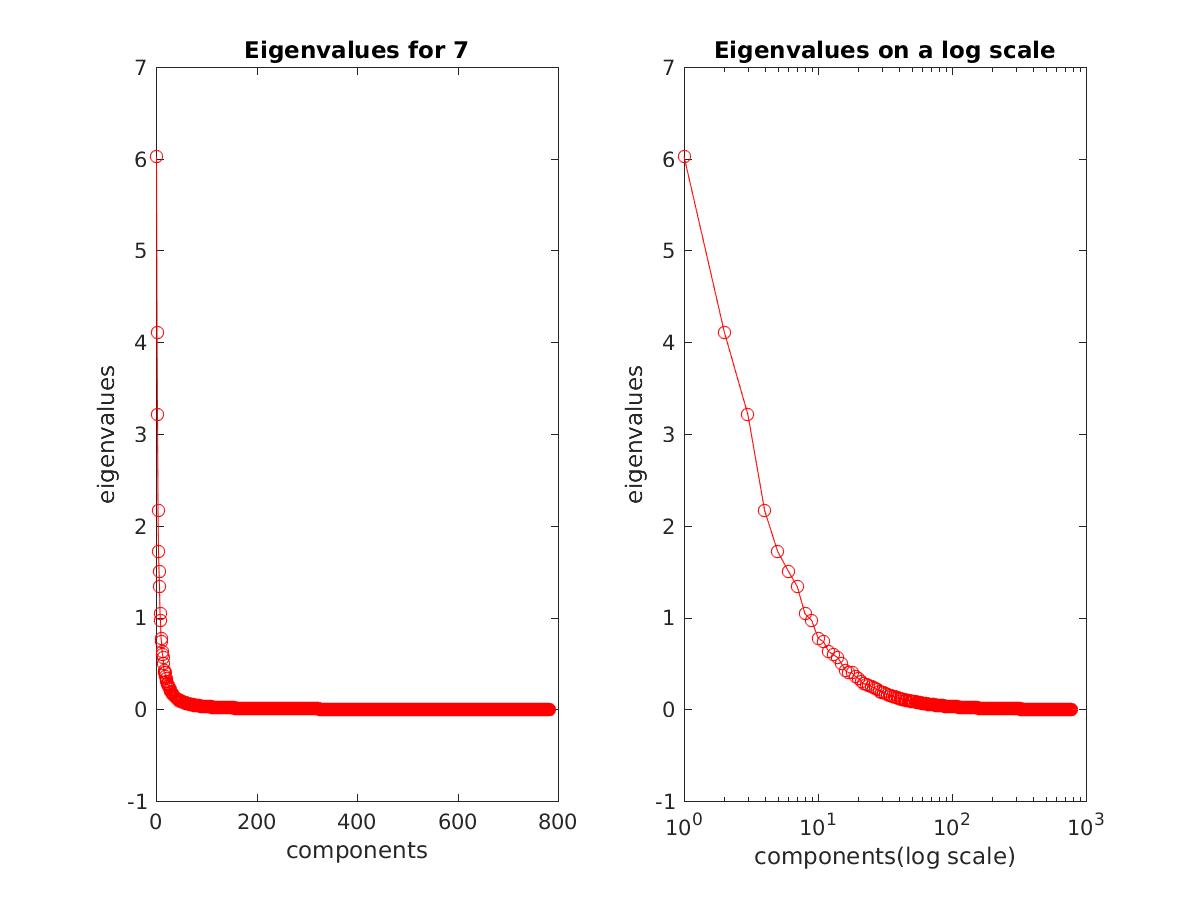 Eigenvalues for 7
7
6
5
4
3
2
1
0
-1
eigenvalues
0 200 400 600 800
components
Eigenvalues on a log scale
7
6
5
4
3
2
1
0
-1
eigenvalues
10^0 10^1 10^2 10^3
components(log scale)